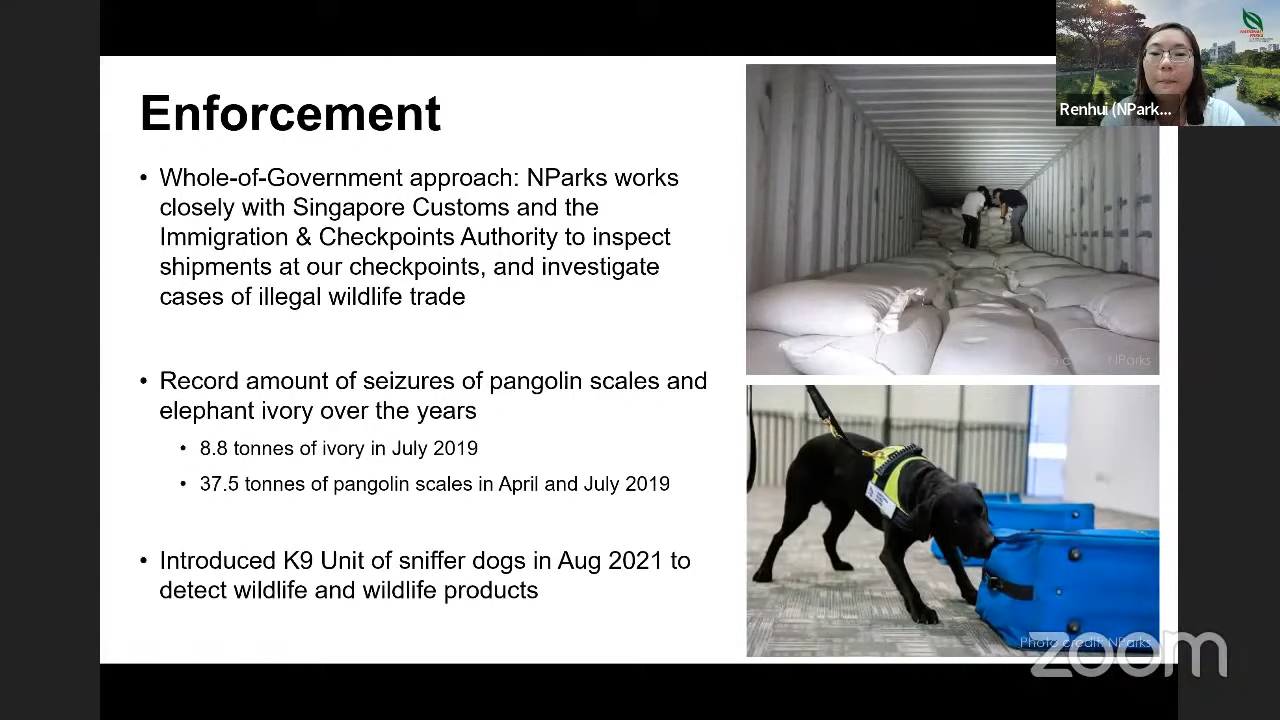 Enforcement
• Whole-of-Government approach: NParks works
closely with Singapore Customs and the
Immigration & Checkpoints Authority to inspect
shipments at our checkpoints, and investigate
cases of illegal wildlife trade
• Record amount of seizures of pangolin scales and
elephant ivory over the years
• 8.8 tonnes of ivory in July 2019
• 37.5 tonnes of pangolin scales in April and July 2019
• Introduced K9 Unit of sniffer dogs in Aug 2021 to
detect wildlife and wildlife products
Renhui (NPark...
NATIONAL
PARKS
NParks
Photo credit: NParks
zoom